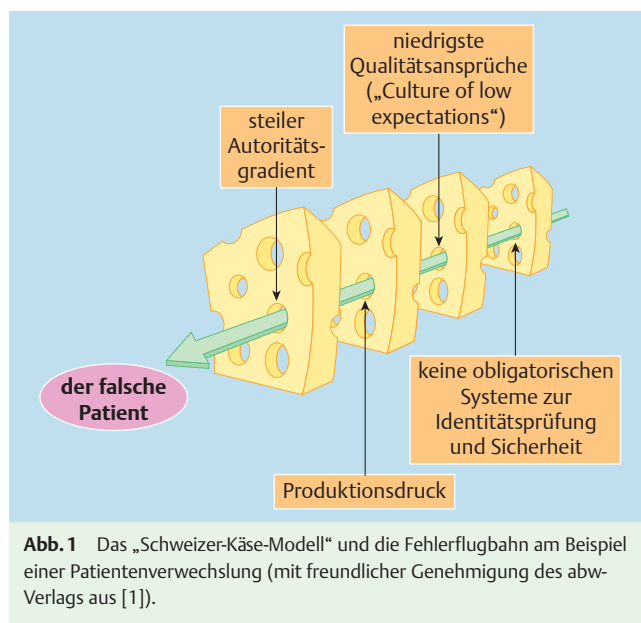 niedrigste
Qualitätsansprüche
(„Culture of low
expectations“)
steiler
Autoritäts-
gradient
der falsche
Patient
keine obligatorischen
Systeme zur
Identitätsprüfung
und Sicherheit
Produktionsdruck
Abb. 1 Das „Schweizer-Käse-Modell“ und die Fehlerflugbahn am Beispiel
einer Patientenverwechslung (mit freundlicher Genehmigung des abw-
Verlags aus [1]).